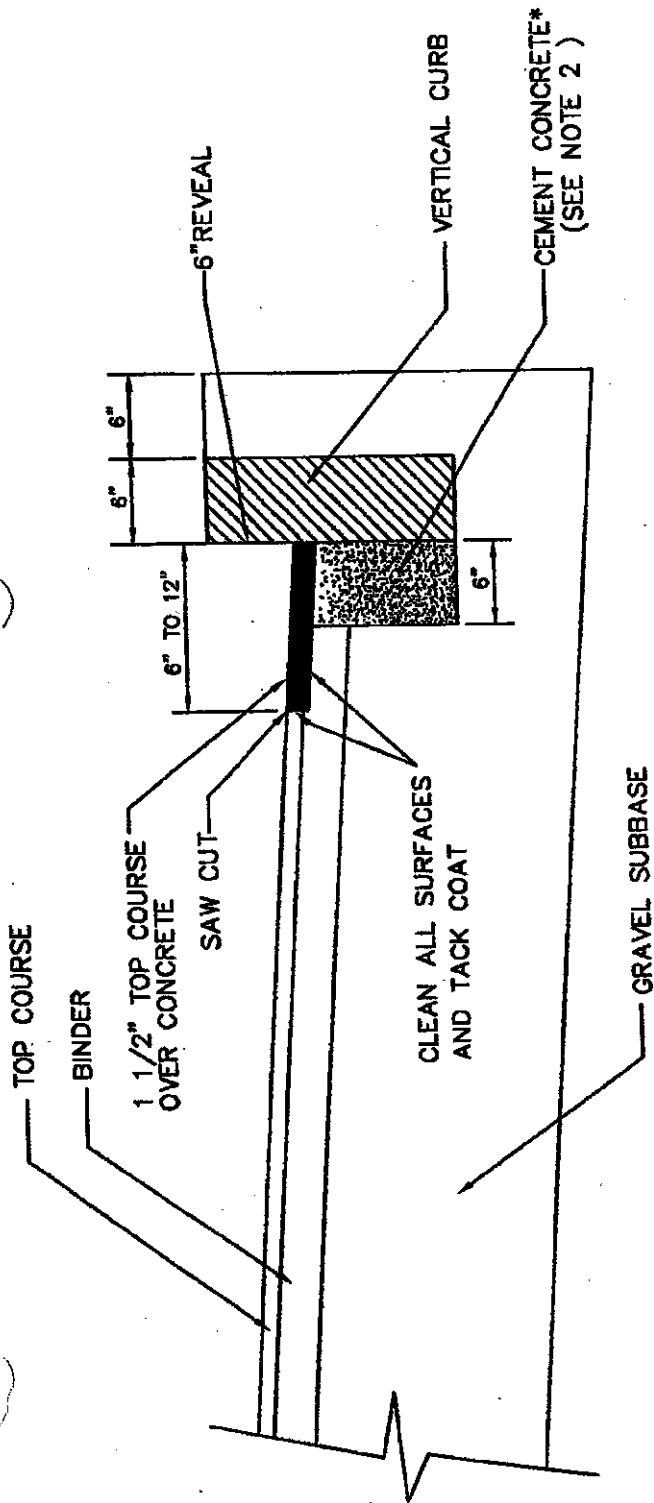 TOP COURSE
BINDER
1 1/2" TOP COURSE
OVER CONCRETE
SAW CUT
6" TO 12"
6"
6"
6"REVEAL
VERTICAL CURB
CEMENT CONCRETE*
(SEE NOTE 2 )
6"
CLEAN ALL SURFACES
AND TACK COAT
GRAVEL SUBBASE